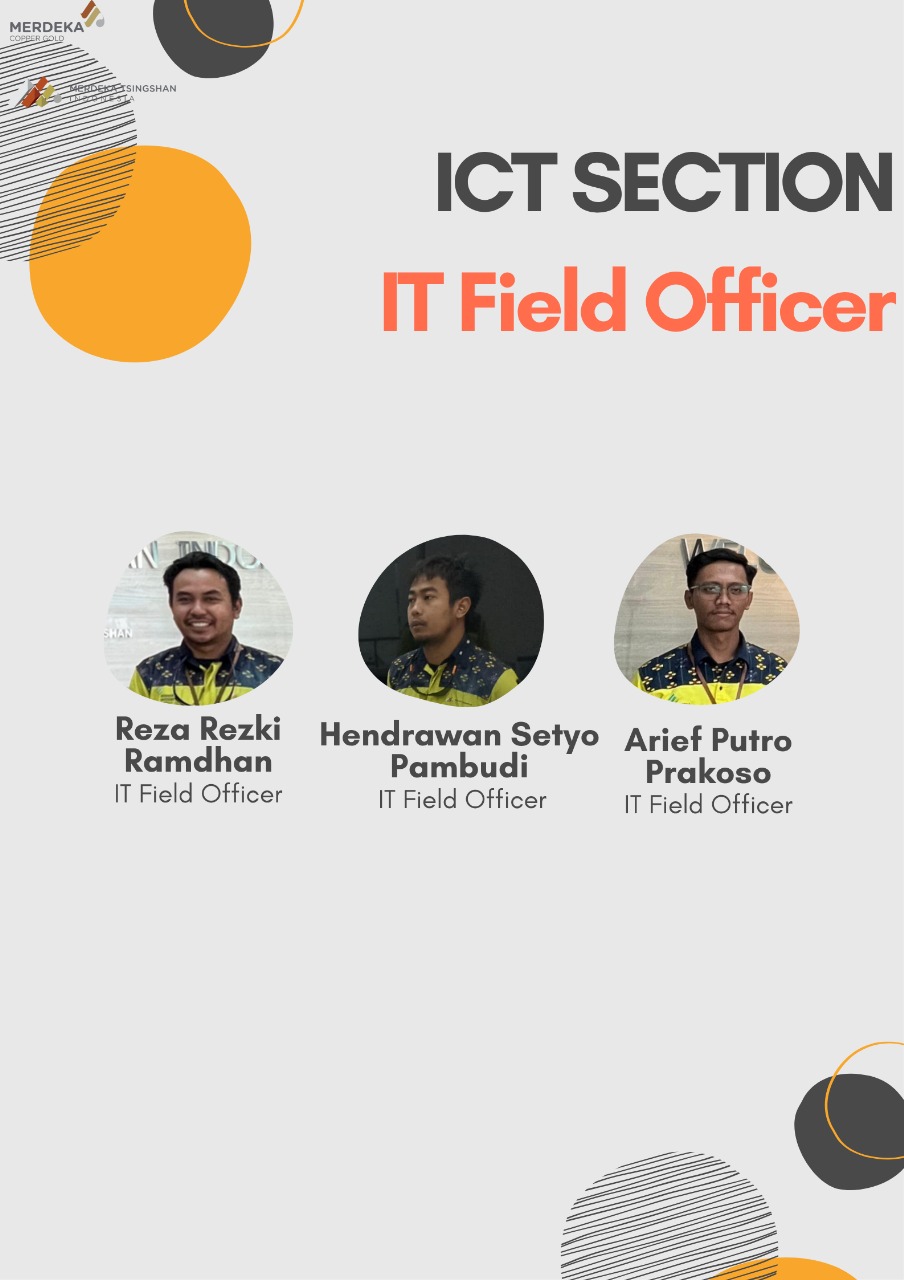 MERDEKA
COPPER GOLD
MERDEKA TSINGSHAN
INDONESIA
ICT SECTION
IT Field Officer
Reza Rezki
Ramdhan
IT Field Officer
Hendrawan Setyo
Pambudi
IT Field Officer
Arief Putro
Prakoso
IT Field Officer